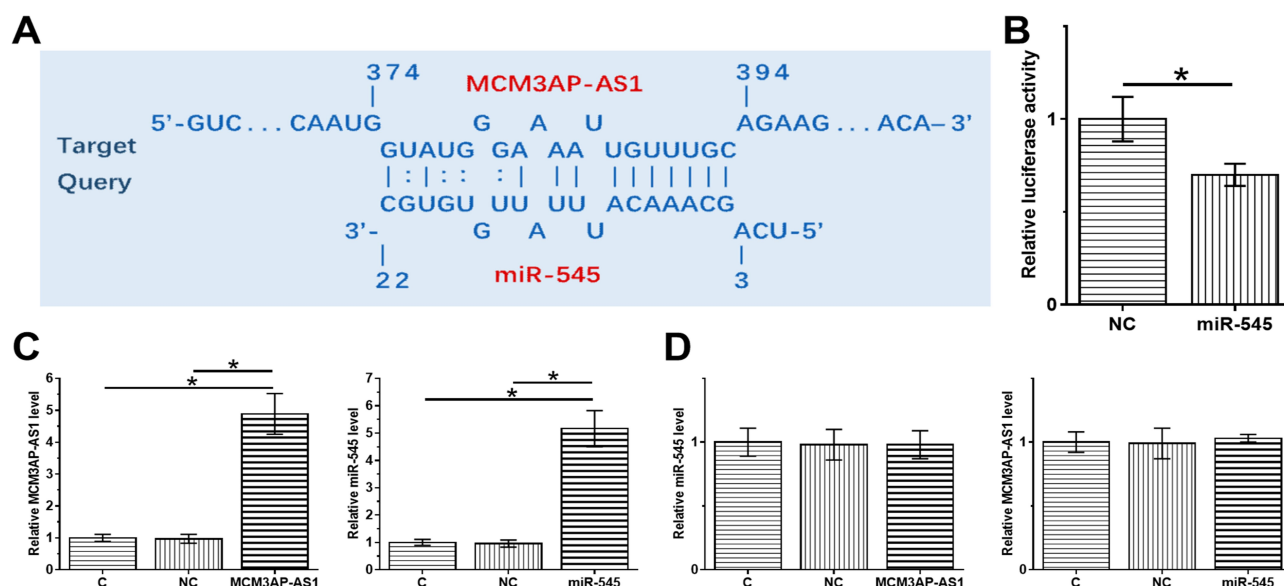 A
374 394
MCM3AP-AS1
5'-GUC...CAAUG G A U AGAAG...ACA-3'
Target GUAUG GA AA UGUUUGC
Query |:|:: :| || |||||||
CGUGU UU UU ACAAACG
3'- G A U ACU-5'
22 miR-545 3
B
Relative luciferase activity
1
0
*
NC miR-545
C
Relative MCM3AP-AS1 level
6
5
4
3
2
1
0
*
*
C NC MCM3AP-AS1
Relative miR-545 level
7
6
5
4
3
2
1
0
*
*
C NC miR-545
D
Relative miR-545 level
1
0
C NC MCM3AP-AS1
Relative MCM3AP-AS1 level
1
0
C NC miR-545